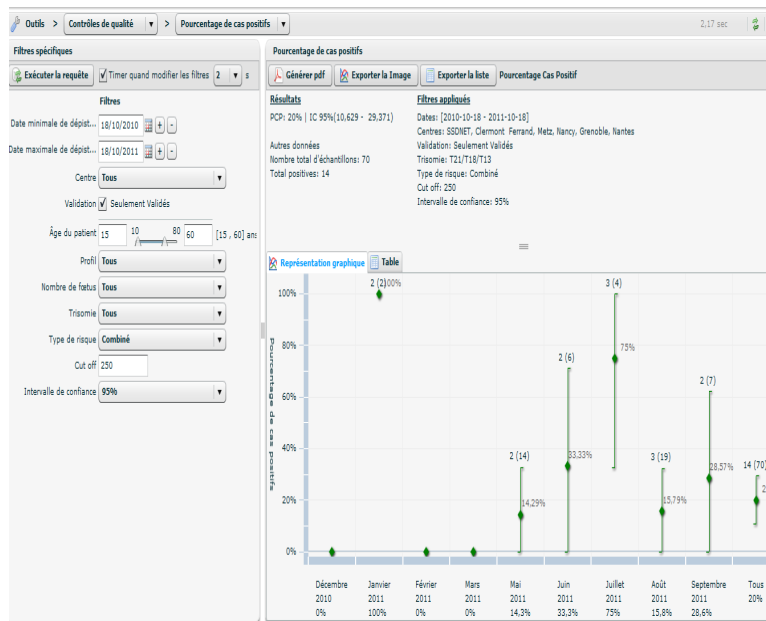 Outils > Contrôles de qualité > Pourcentage de cas positifs 2.17 sec
Filtres spécifiques
Exécuter la requête Timer quand modifier les filtres 2 s
Filtres
Date minimale de dépist... 18/10/2010 + -
Date maximale de dépist... 18/10/2011 + -
Centre Tous
Validation Seulement Validés
Âge du patient 15 10 80 60 [15 , 60] ans
Profil Tous
Nombre de fœtus Tous
Trisomie Tous
Type de risque Combiné
Cut off 250
Intervalle de confiance 95%
Pourcentage de cas positifs
Générer pdf Exporter la Image Exporter la liste Pourcentage Cas Positif
Résultats
PCP: 20% | IC 95%(10,629 - 29,371)
Autres données
Nombre total d'échantillons: 70
Total positives: 14
Filtres appliqués
Dates: [2010-10-18 - 2011-10-18]
Centres: SSDNET, Clermont Ferrand, Metz, Nancy, Grenoble, Nantes
Validation: Seulement Validés
Trisomie: T21/T18/T13
Type de risque: Combiné
Cut off: 250
Intervalle de confiance: 95%
Représentation graphique Table
Pourcentage de cas positifs
100%
80%
60%
40%
20%
0%
2 (2)
100%
2 (14)
14,29%
2 (6)
33,33%
3 (4)
75%
3 (19)
15,79%
2 (7)
28,57%
14 (70)
2
Décembre Janvier Février Mars Mai Juin Juillet Août Septembre Tous
2010 2011 2011 2011 2011 2011 2011 2011 2011 20%
0% 100% 0% 0% 14,3% 33,3% 75% 15,8% 28,6%